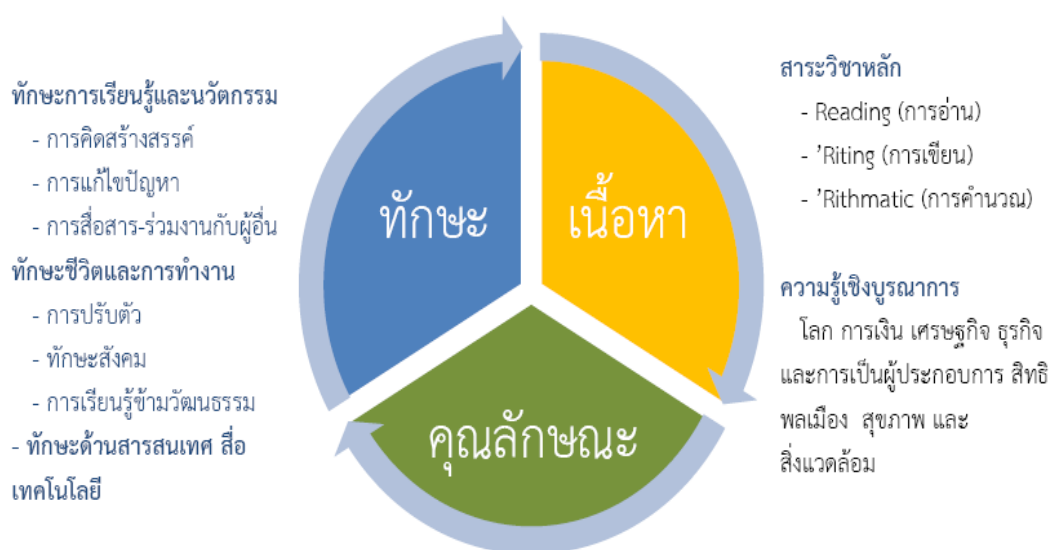 ทักษะการเรียนรู้และนวัตกรรม
- การคิดสร้างสรรค์
- การแก้ไขปัญหา
- การสื่อสาร-ร่วมงานกับผู้อื่น
ทักษะชีวิตและการทำงาน
- การปรับตัว
- ทักษะสังคม
- การเรียนรู้ข้ามวัฒนธรรม
- ทักษะด้านสารสนเทศ สื่อ
เทคโนโลยี
ทักษะ
เนื้อหา
คุณลักษณะ
สาระวิชาหลัก
- Reading (การอ่าน)
- ’Riting (การเขียน)
- ’Rithmatic (การคำนวณ)
ความรู้เชิงบูรณาการ
โลก การเงิน เศรษฐกิจ ธุรกิจ
และการเป็นผู้ประกอบการ สิทธิ
พลเมือง สุขภาพ และ
สิ่งแวดล้อม